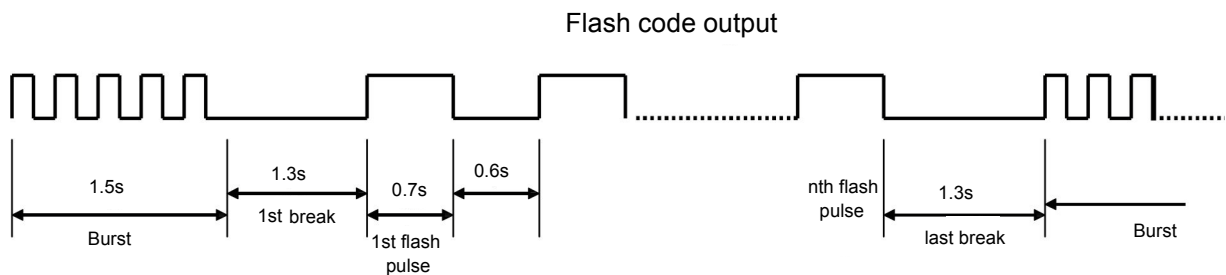 Flash code output
1.5s
Burst
1.3s
1st break
0.7s
1st flash
pulse
0.6s
nth flash
pulse
1.3s
last break
Burst